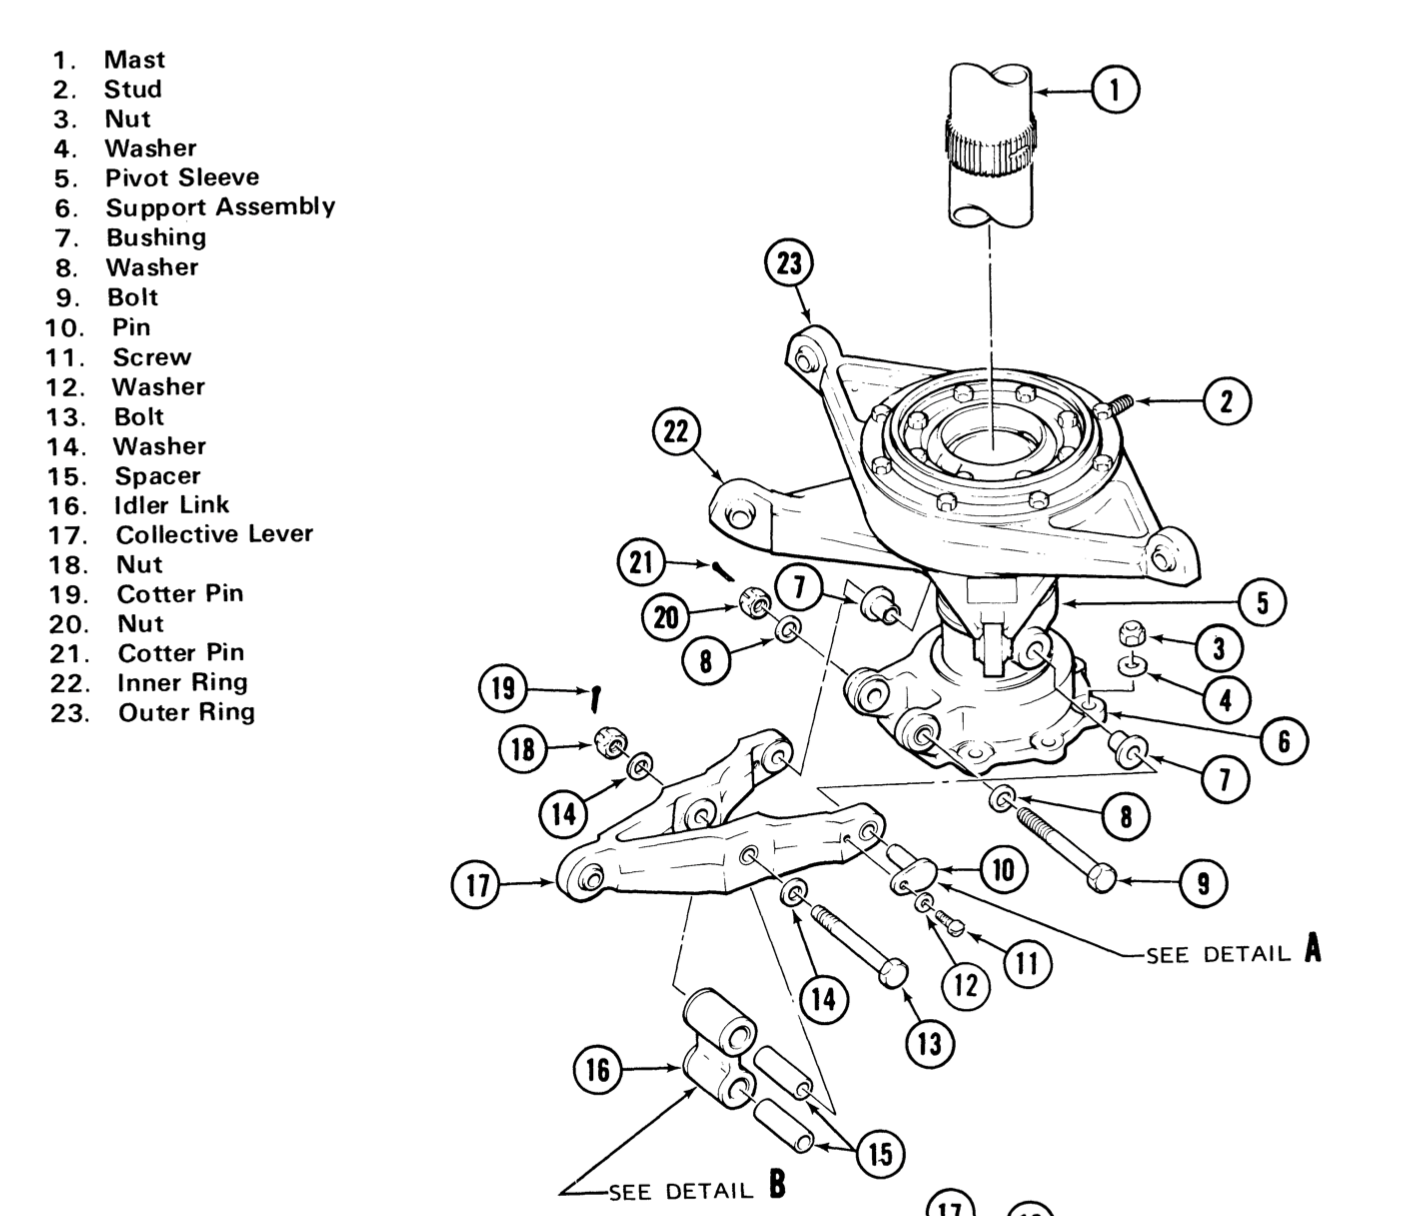 1. Mast
2. Stud
3. Nut
4. Washer
5. Pivot Sleeve
6. Support Assembly
7. Bushing
8. Washer
9. Bolt
10. Pin
11. Screw
12. Washer
13. Bolt
14. Washer
15. Spacer
16. Idler Link
17. Collective Lever
18. Nut
19. Cotter Pin
20. Nut
21. Cotter Pin
22. Inner Ring
23. Outer Ring
1
23
2
22
21
7
20
8
5
3
19
4
18
6
14
7
8
17
10
9
SEE DETAIL A
11
12
14
13
16
15
SEE DETAIL B
17